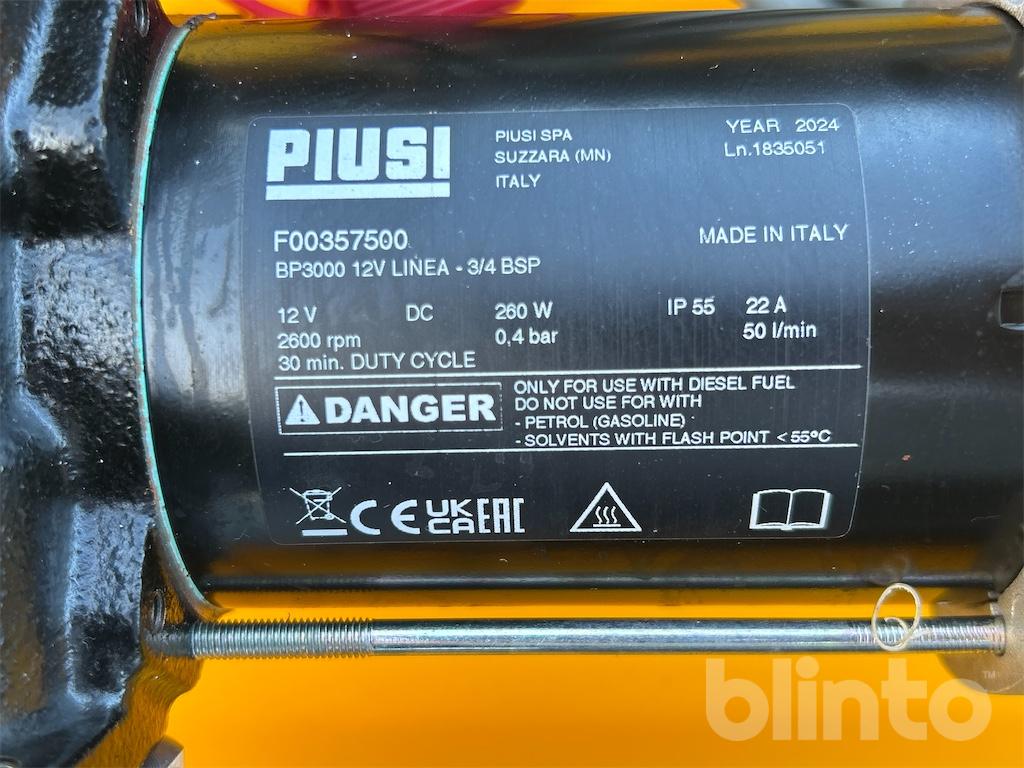 PIUSI
PIUSI SPA
SUZZARA (MN)
ITALY
YEAR 2024
Ln.1835051
F00357500
MADE IN ITALY
BP3000 12V LINEA - 3/4 BSP
12 V DC 260 W IP 55 22 A
2600 rpm 0,4 bar 50 l/min
30 min. DUTY CYCLE
DANGER
ONLY FOR USE WITH DIESEL FUEL
DO NOT USE FOR WITH
- PETROL (GASOLINE)
- SOLVENTS WITH FLASH POINT < 55°C
CE UK CA EAC
blinto™